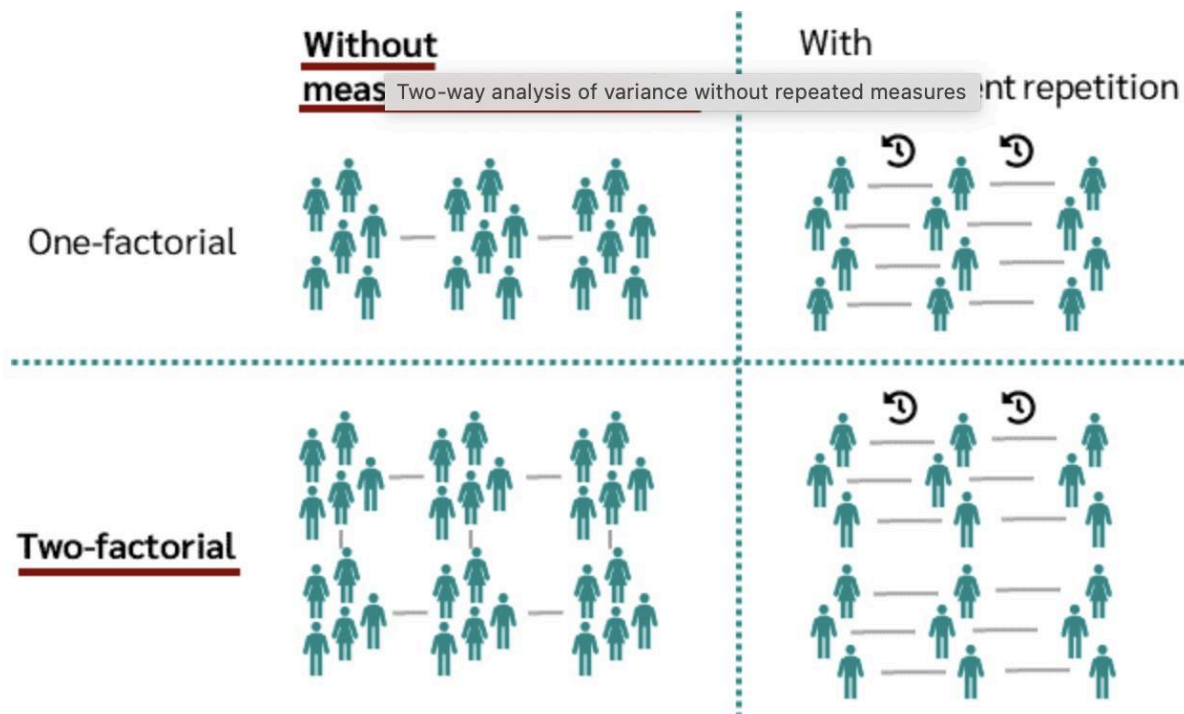 Without
With
meas
Two-way analysis of variance without repeated measures
nt repetition
One-factorial
Two-factorial